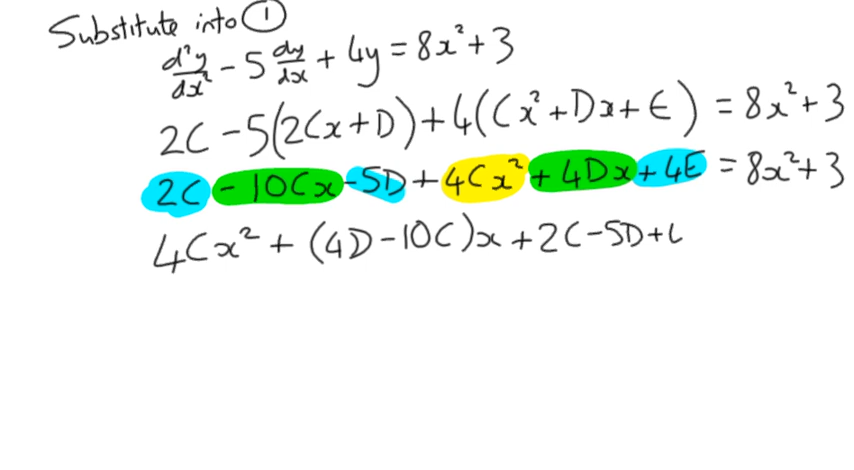 Substitute into ①
d²y/dx² - 5 dy/dx + 4y = 8x² + 3
2C - 5(2Cx + D) + 4(Cx² + Dx + E) = 8x² + 3
2C - 10Cx - 5D + 4Cx² + 4Dx + 4E = 8x² + 3
4Cx² + (4D - 10C)x + 2C - 5D +